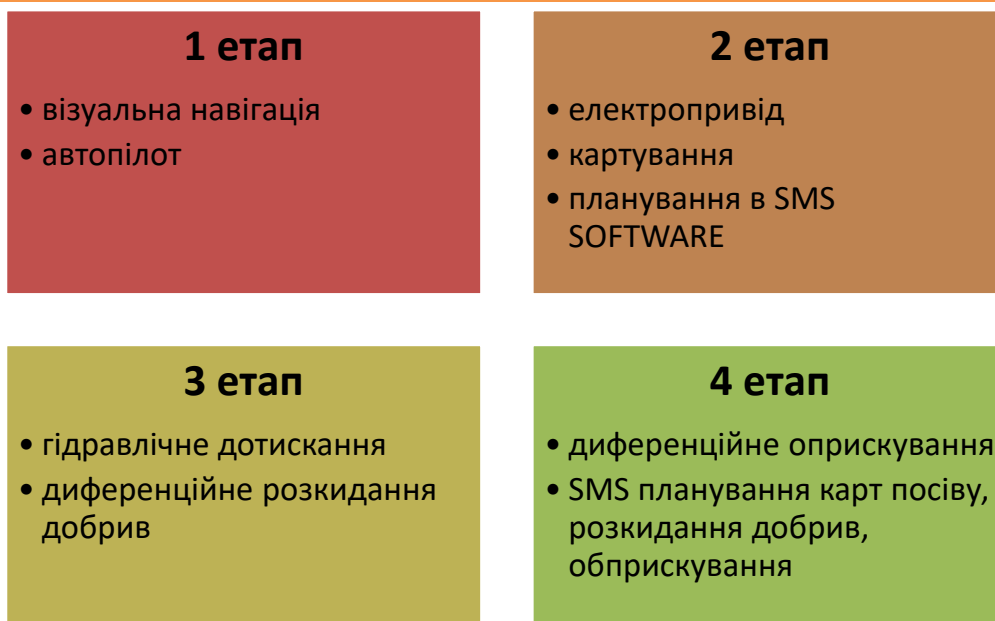 1 етап
• візуальна навігація
• автопілот
2 етап
• електропривід
• картування
• планування в SMS
SOFTWARE
3 етап
• гідравлічне дотискання
• диференційне розкидання
добрив
4 етап
• диференційне оприскування
• SMS планування карт посіву,
розкидання добрив,
обприскування